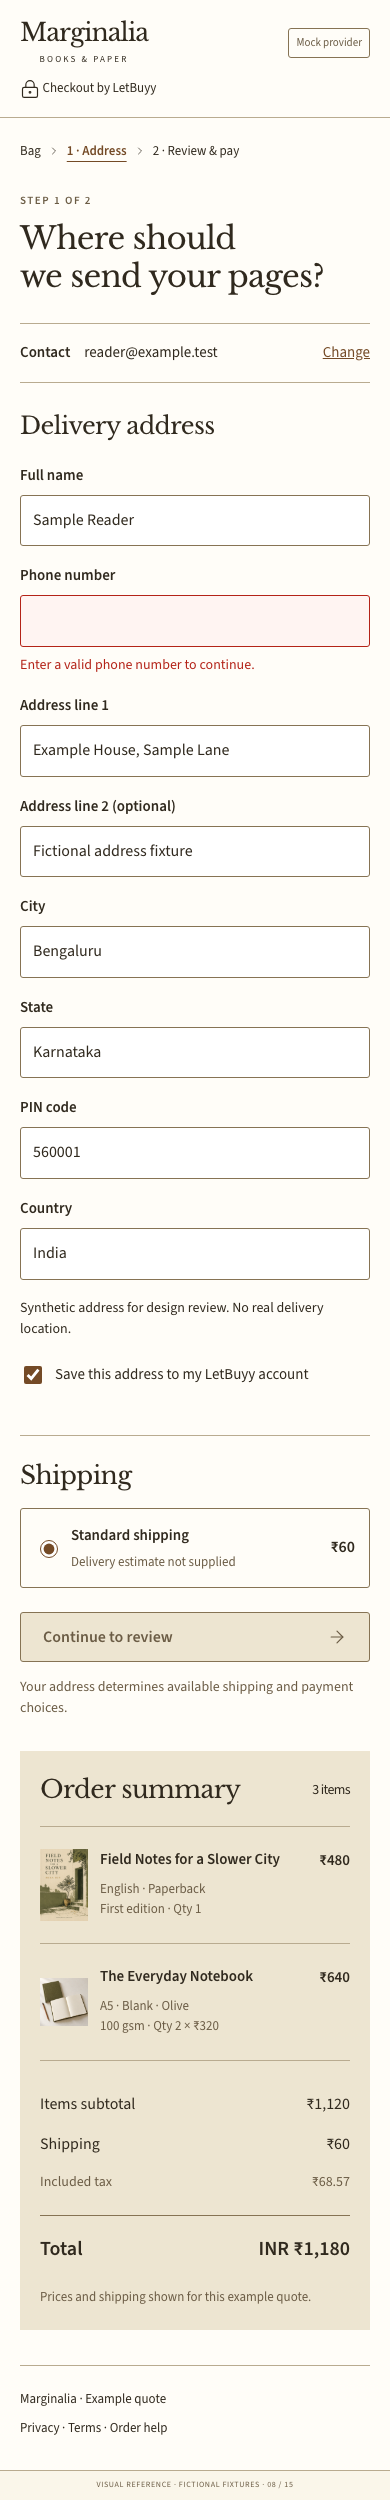 Marginalia
BOOKS & PAPER
Mock provider
Checkout by LetBuyy
Bag > 1 · Address > 2 · Review & pay
STEP 1 OF 2
Where should
we send your pages?
Contact reader@example.test Change
Delivery address
Full name
Sample Reader
Phone number
Enter a valid phone number to continue.
Address line 1
Example House, Sample Lane
Address line 2 (optional)
Fictional address fixture
City
Bengaluru
State
Karnataka
PIN code
560001
Country
India
Synthetic address for design review. No real delivery
location.
Save this address to my LetBuyy account
Shipping
Standard shipping ₹60
Delivery estimate not supplied
Continue to review
Your address determines available shipping and payment
choices.
Order summary 3 items
FIELD
NOTES
A SLOWER
CITY
Field Notes for a Slower City ₹480
English · Paperback
First edition · Qty 1
The Everyday Notebook ₹640
A5 · Blank · Olive
100 gsm · Qty 2 × ₹320
Items subtotal ₹1,120
Shipping ₹60
Included tax ₹68.57
Total INR ₹1,180
Prices and shipping shown for this example quote.
Marginalia · Example quote
Privacy · Terms · Order help
VISUAL REFERENCE · FICTIONAL FIXTURES · 08 / 15